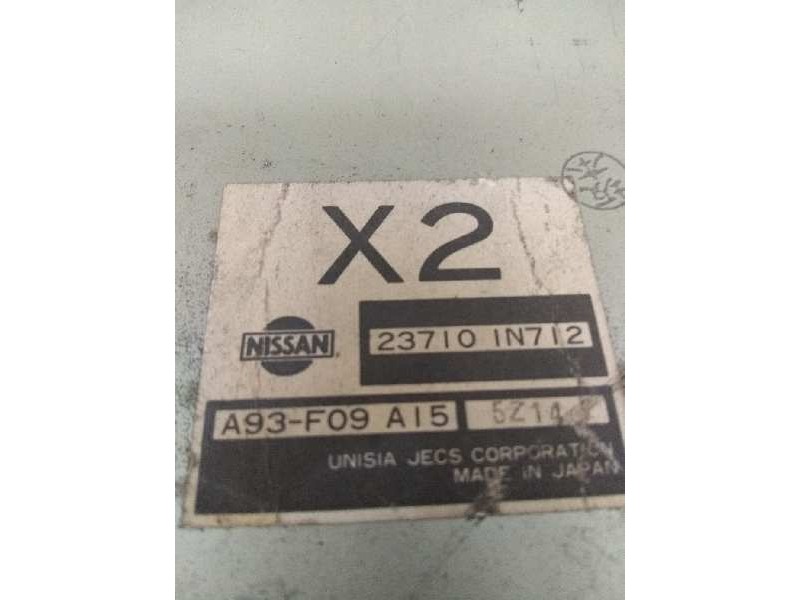 X2
NISSAN
23710 1N712
A93-F09 A15
UNISIA JECS CORPORATION
MADE IN JAPAN